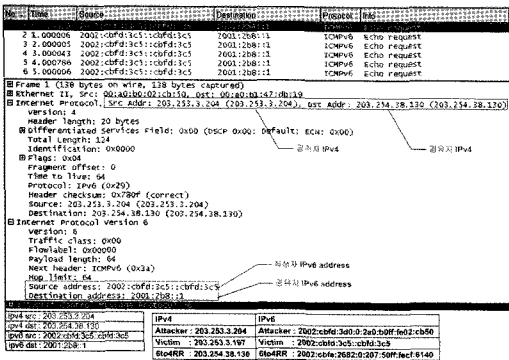 No. Time Source Destination Protocol Info
2 1.000006 2002:cbfd:3c5::cbfd:3c5 2001:2b8::1 ICMPv6 Echo request
3 2.000005 2002:cbfd:3c5::cbfd:3c5 2001:2b8::1 ICMPv6 Echo request
4 3.000043 2002:cbfd:3c5::cbfd:3c5 2001:2b8::1 ICMPv6 Echo request
5 4.000786 2002:cbfd:3c5::cbfd:3c5 2001:2b8::1 ICMPv6 Echo request
6 5.000006 2002:cbfd:3c5::cbfd:3c5 2001:2b8::1 ICMPv6 Echo request
Frame 1 (138 bytes on wire, 138 bytes captured)
Ethernet II, Src: 00:a0:b0:02:cb:50, Dst: 00:a0:b1:47:db:19
Internet Protocol, Src Addr: 203.253.3.204 (203.253.3.204), Dst Addr: 203.254.38.130 (203.254.38.130)
Version: 4
Header length: 20 bytes
Differentiated Services Field: 0x00 (DSCP 0x00: Default; ECN: 0x00)
Total Length: 124
Identification: 0x0000
Flags: 0x04
Fragment offset: 0
Time to live: 64
Protocol: IPv6 (0x29)
Header checksum: 0x780f (correct)
Source: 203.253.3.204 (203.253.3.204)
Destination: 203.254.38.130 (203.254.38.130)
공격자 IPv4
경유지 IPv4
Internet Protocol Version 6
Version: 6
Traffic class: 0x00
Flowlabel: 0x00000
Payload length: 64
Next header: ICMPv6 (0x3a)
Hop limit: 64
Source address: 2002:cbfd:3c5::cbfd:3c5
Destination address: 2001:2b8::1
IPv6 address
경유지 IPv6 address
ipv4 src : 203.253.3.204
ipv4 dst : 203.254.38.130
ipv6 src : 2002:cbfd:3c5::cbfd:3c5
ipv6 dst : 2001:2b8::1
IPv4 IPv6
Attacker : 203.253.3.204 Attacker : 2002:cbfd:3d0:0:2a0:b0ff:fe02:cb50
Victim : 203.253.3.197 Victim : 2002:cbfd:3c5::cbfd:3c5
6to4RR : 203.254.38.130 6to4RR : 2002:cbfe:2682:0:207:50ff:fecf:6140